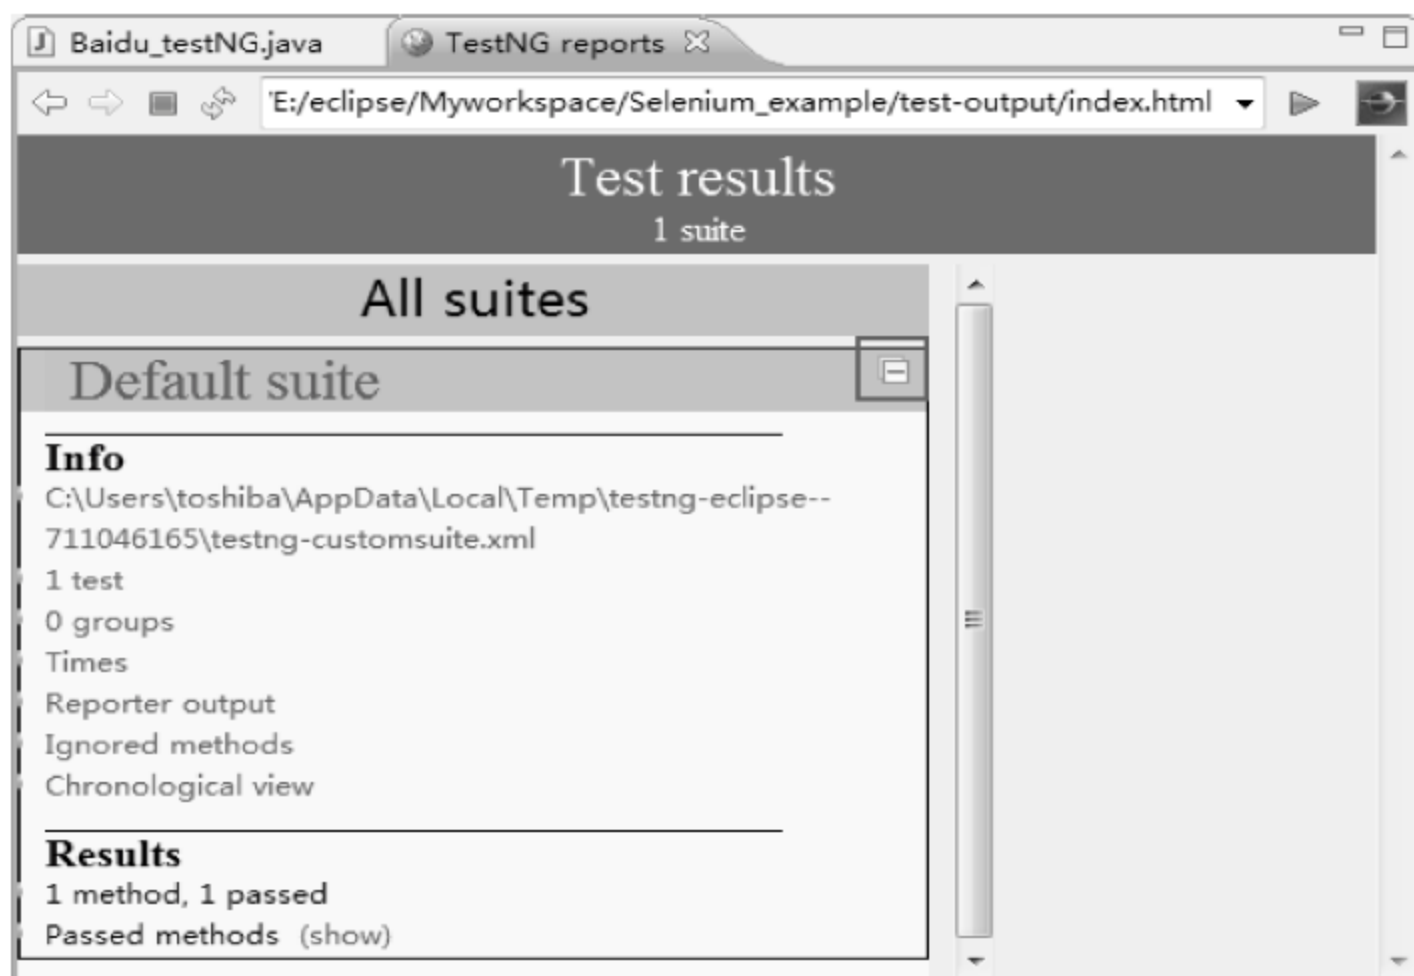 Baidu_testNG.java
TestNG reports
E:/eclipse/Myworkspace/Selenium_example/test-output/index.html
Test results
1 suite
All suites
Default suite
Info
C:\Users\toshiba\AppData\Local\Temp\testng-eclipse--
711046165\testng-customsuite.xml
1 test
0 groups
Times
Reporter output
Ignored methods
Chronological view
Results
1 method, 1 passed
Passed methods (show)